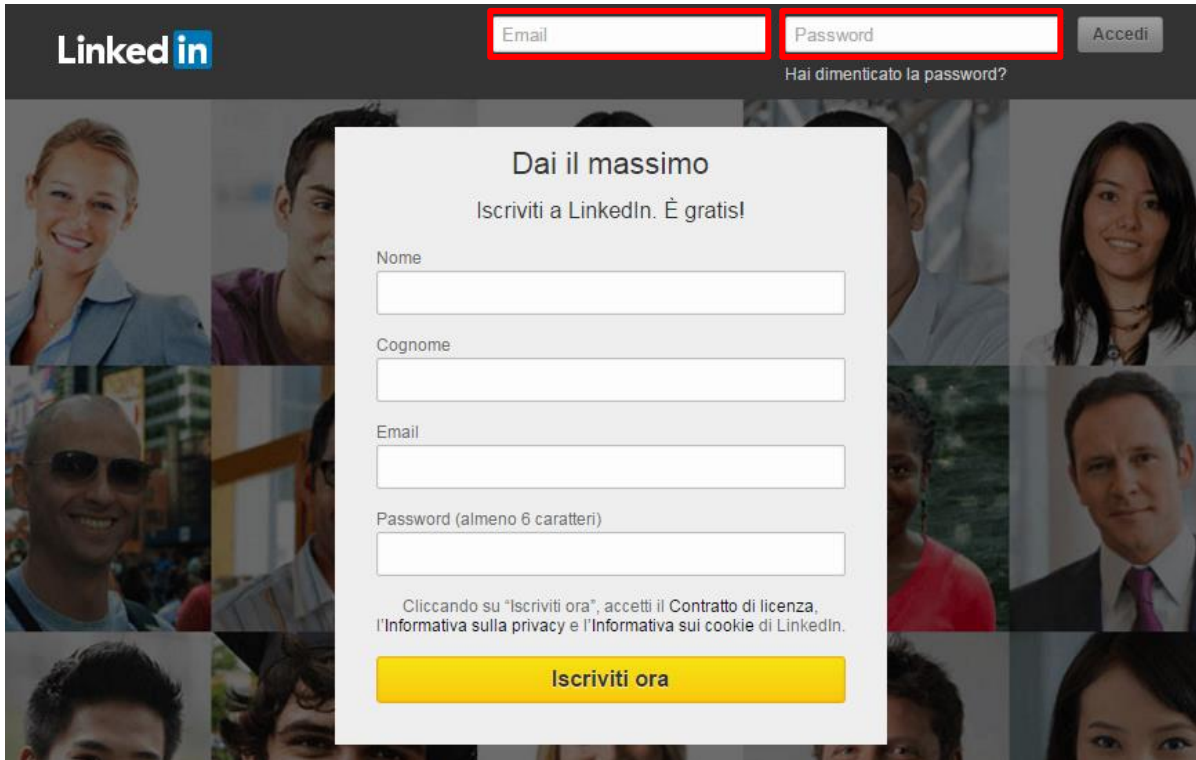 Linked in
Email
Password
Accedi
Hai dimenticato la password?
Dai il massimo
Iscriviti a LinkedIn. È gratis!
Nome
Cognome
Email
Password (almeno 6 caratteri)
Cliccando su “Iscriviti ora”, accetti il Contratto di licenza,
l’Informativa sulla privacy e l’Informativa sui cookie di LinkedIn.
Iscriviti ora